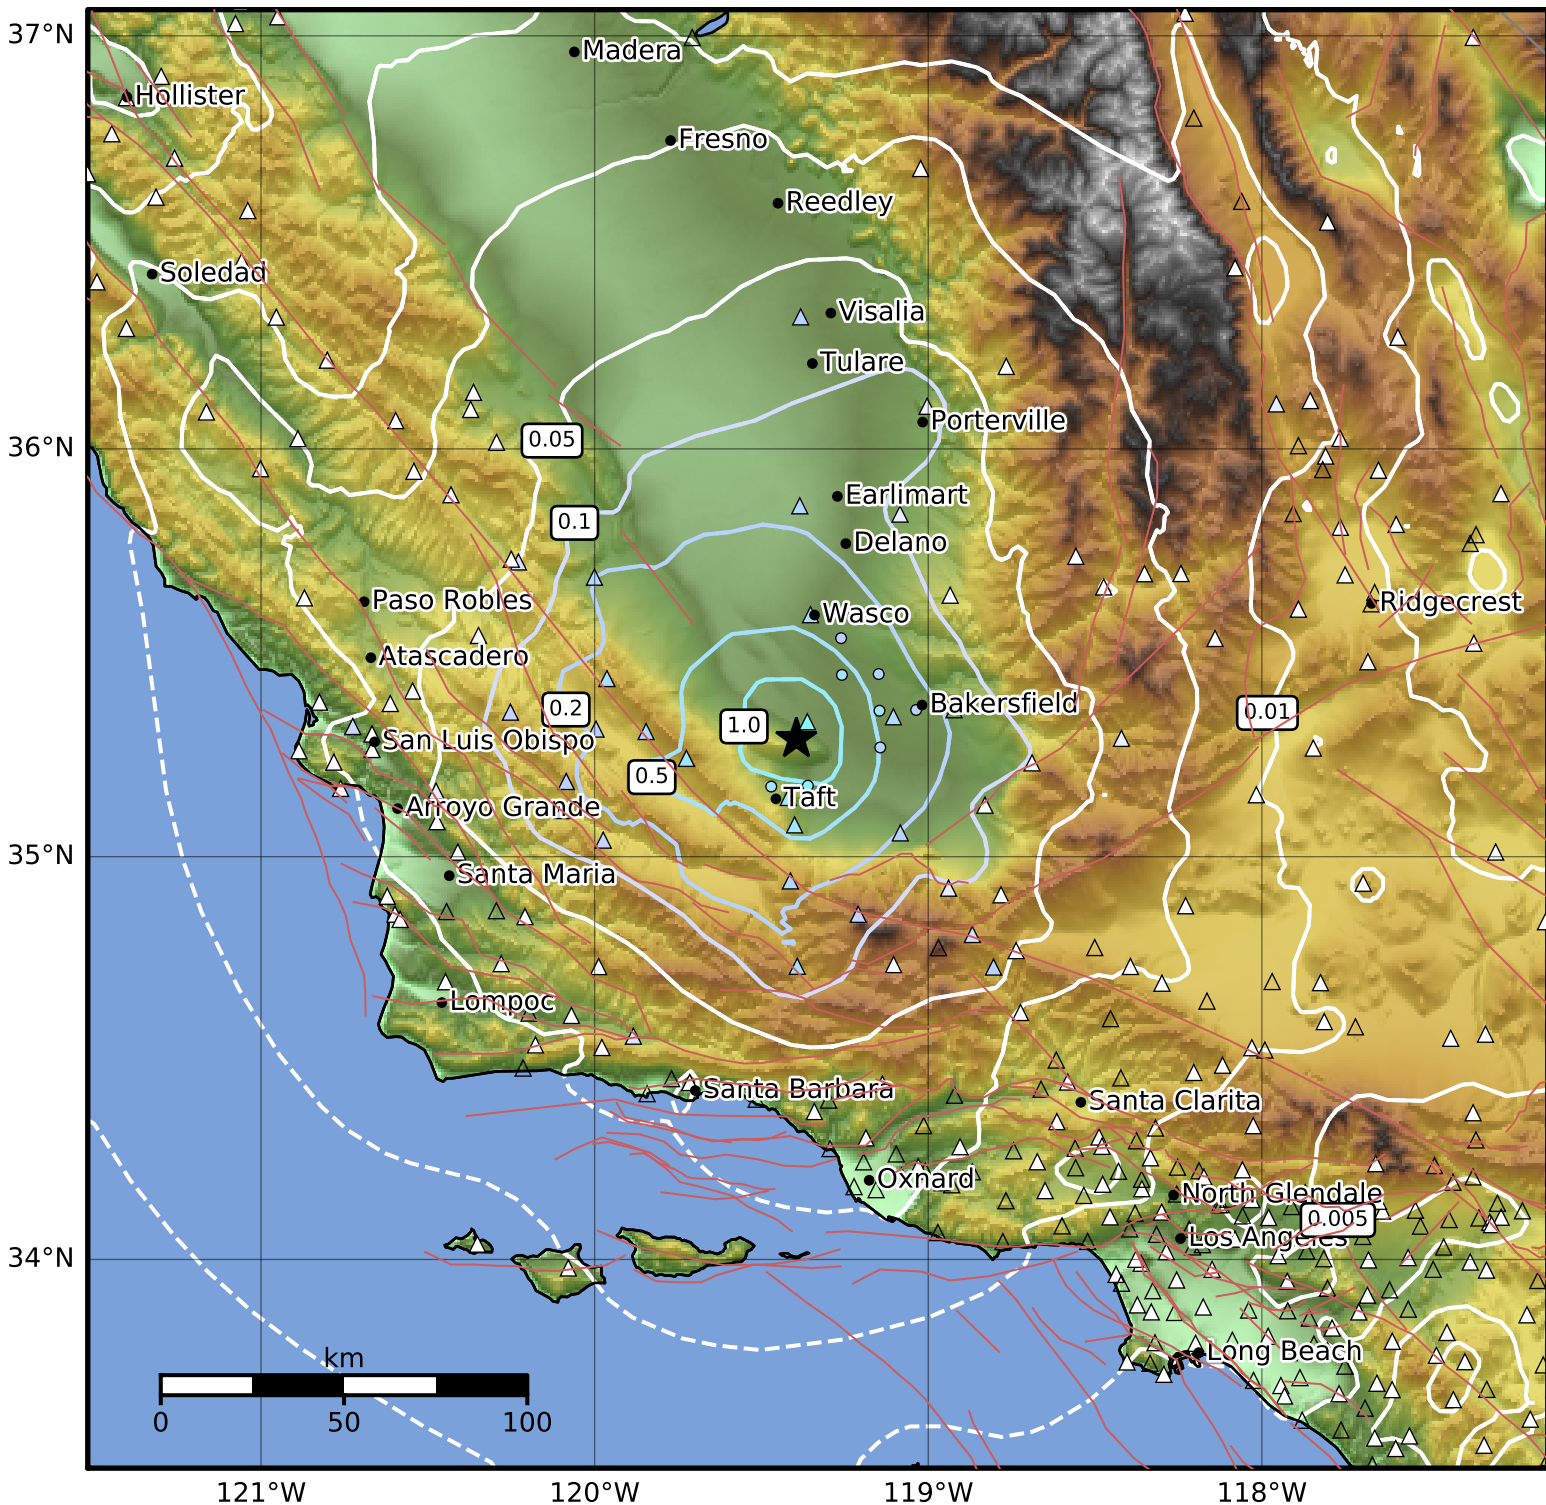 37°N
Madera
Hollister
Fresno
Reedley
Soledad
Visalia
Tulare
Porterville
0.05
36°N
Earlimart
0.1
Delano
Paso Robles
Wasco
Ridgecrest
Atascadero
Bakersfield
0.2
0.01
1.0
San Luis Obispo
0.5
Taft
Arroyo Grande
35°N
Santa Maria
Lompoc
Santa Barbara
Santa Clarita
Oxnard
North Glendale
0.005
Los Angeles
34°N
Long Beach
km
0 50 100
121°W 120°W 119°W 118°W